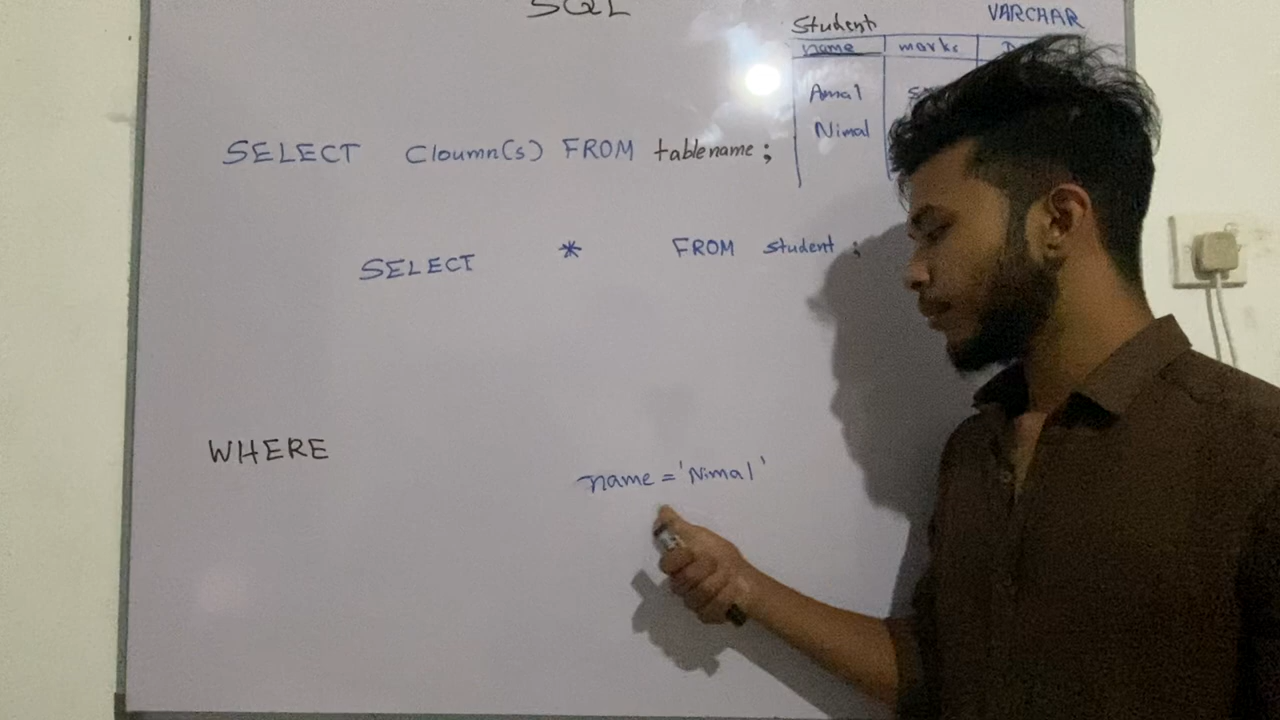 SQL
Student VARCHAR
name marks
Amal
Nimal
SELECT Cloumn(s) FROM tablename ;
SELECT * FROM student ;
WHERE
name = 'Nimal'